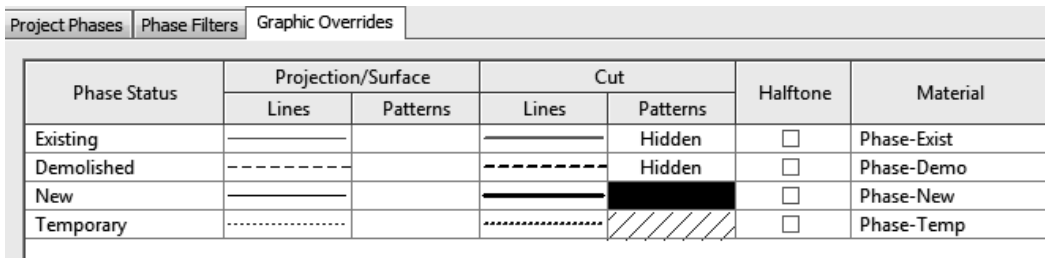 Project Phases Phase Filters Graphic Overrides
Phase Status Projection/Surface Cut Halftone Material
Lines Patterns Lines Patterns
Existing Hidden Phase-Exist
Demolished Hidden Phase-Demo
New Phase-New
Temporary Phase-Temp